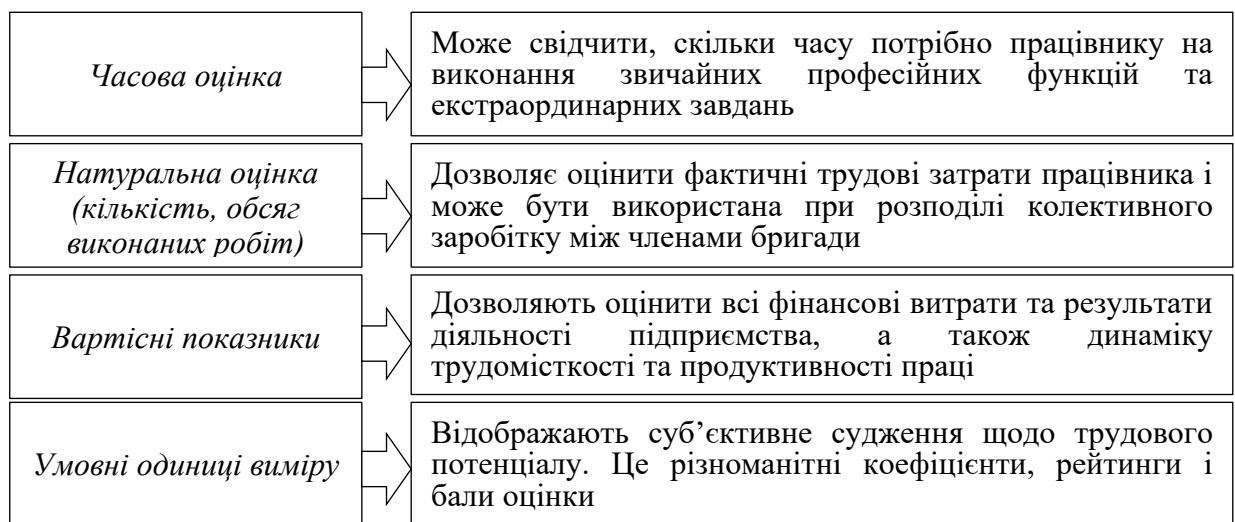 Часова оцінка
Може свідчити, скільки часу потрібно працівнику на
виконання звичайних професійних функцій та
екстраординарних завдань
Натуральна оцінка
(кількість, обсяг
виконаних робіт)
Дозволяє оцінити фактичні трудові затрати працівника і
може бути використана при розподілі колективного
заробітку між членами бригади
Вартісні показники
Дозволяють оцінити всі фінансові витрати та результати
діяльності підприємства, а також динаміку
трудомісткості та продуктивності праці
Умовні одиниці виміру
Відображають суб’єктивне судження щодо трудового
потенціалу. Це різноманітні коефіцієнти, рейтинги і
бали оцінки